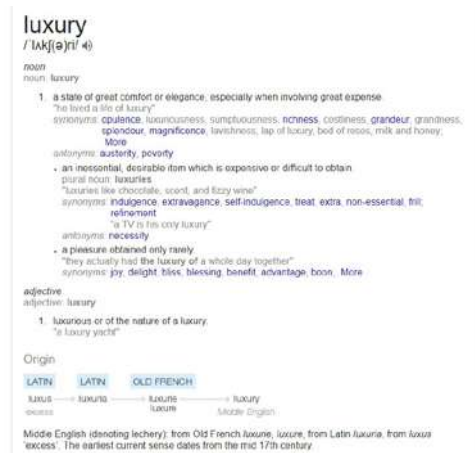 luxury
/ˈlʌkʃ(ə)ri/
noun
noun: luxury
1. a state of great comfort or elegance, especially when involving great expense.
"he lived a life of luxury"
synonyms: opulence, luxuriousness, sumptuousness, richness, costliness, grandeur, grandness,
splendour, magnificence, lavishness, lap of luxury, bed of roses, milk and honey;
More
antonyms: austerity, poverty
• an inessential, desirable item which is expensive or difficult to obtain.
plural noun: luxuries
"luxuries like chocolate, scent, and fizzy wine"
synonyms: indulgence, extravagance, self-indulgence, treat, extra, non-essential, frill,
refinement
"a TV is his only luxury"
antonyms: necessity
• a pleasure obtained only rarely.
"they actually had the luxury of a whole day together"
synonyms: joy, delight, bliss, blessing, benefit, advantage, boon, More
adjective
adjective: luxury
1. luxurious or of the nature of a luxury.
"a luxury yacht"
Origin
LATIN LATIN OLD FRENCH
luxus luxuria luxurie luxury
excess luxure Middle English
Middle English (denoting lechery): from Old French luxurie, luxure, from Latin luxuria, from luxus
'excess'. The earliest current sense dates from the mid 17th century.